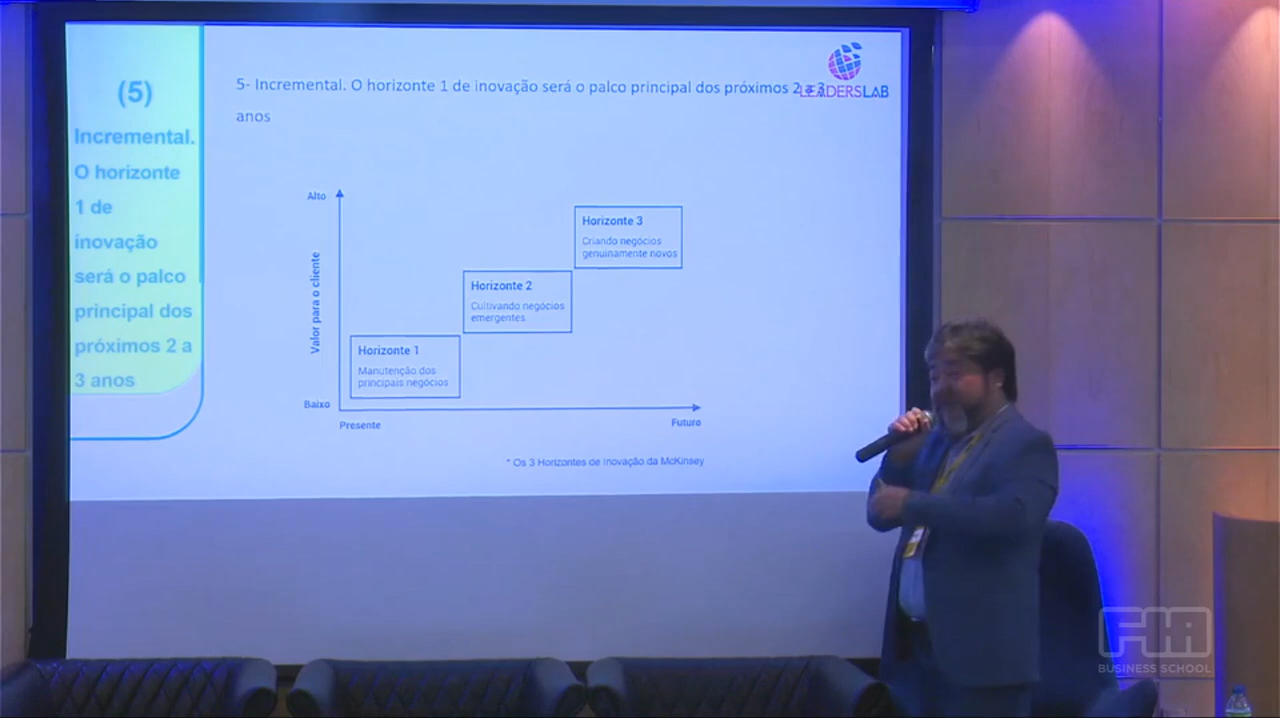 (5)
Incremental.
O horizonte
1 de
inovação
será o palco
principal dos
próximos 2 a
3 anos
5- Incremental. O horizonte 1 de inovação será o palco principal dos próximos 2 a 3
anos
LEADERSLAB
Alto
Valor para o cliente
Baixo
Horizonte 3
Criando negócios
genuinamente novos
Horizonte 2
Cultivando negócios
emergentes
Horizonte 1
Manutenção dos
principais negócios
Presente
Futuro
* Os 3 Horizontes de Inovação da McKinsey
FIA
BUSINESS SCHOOL